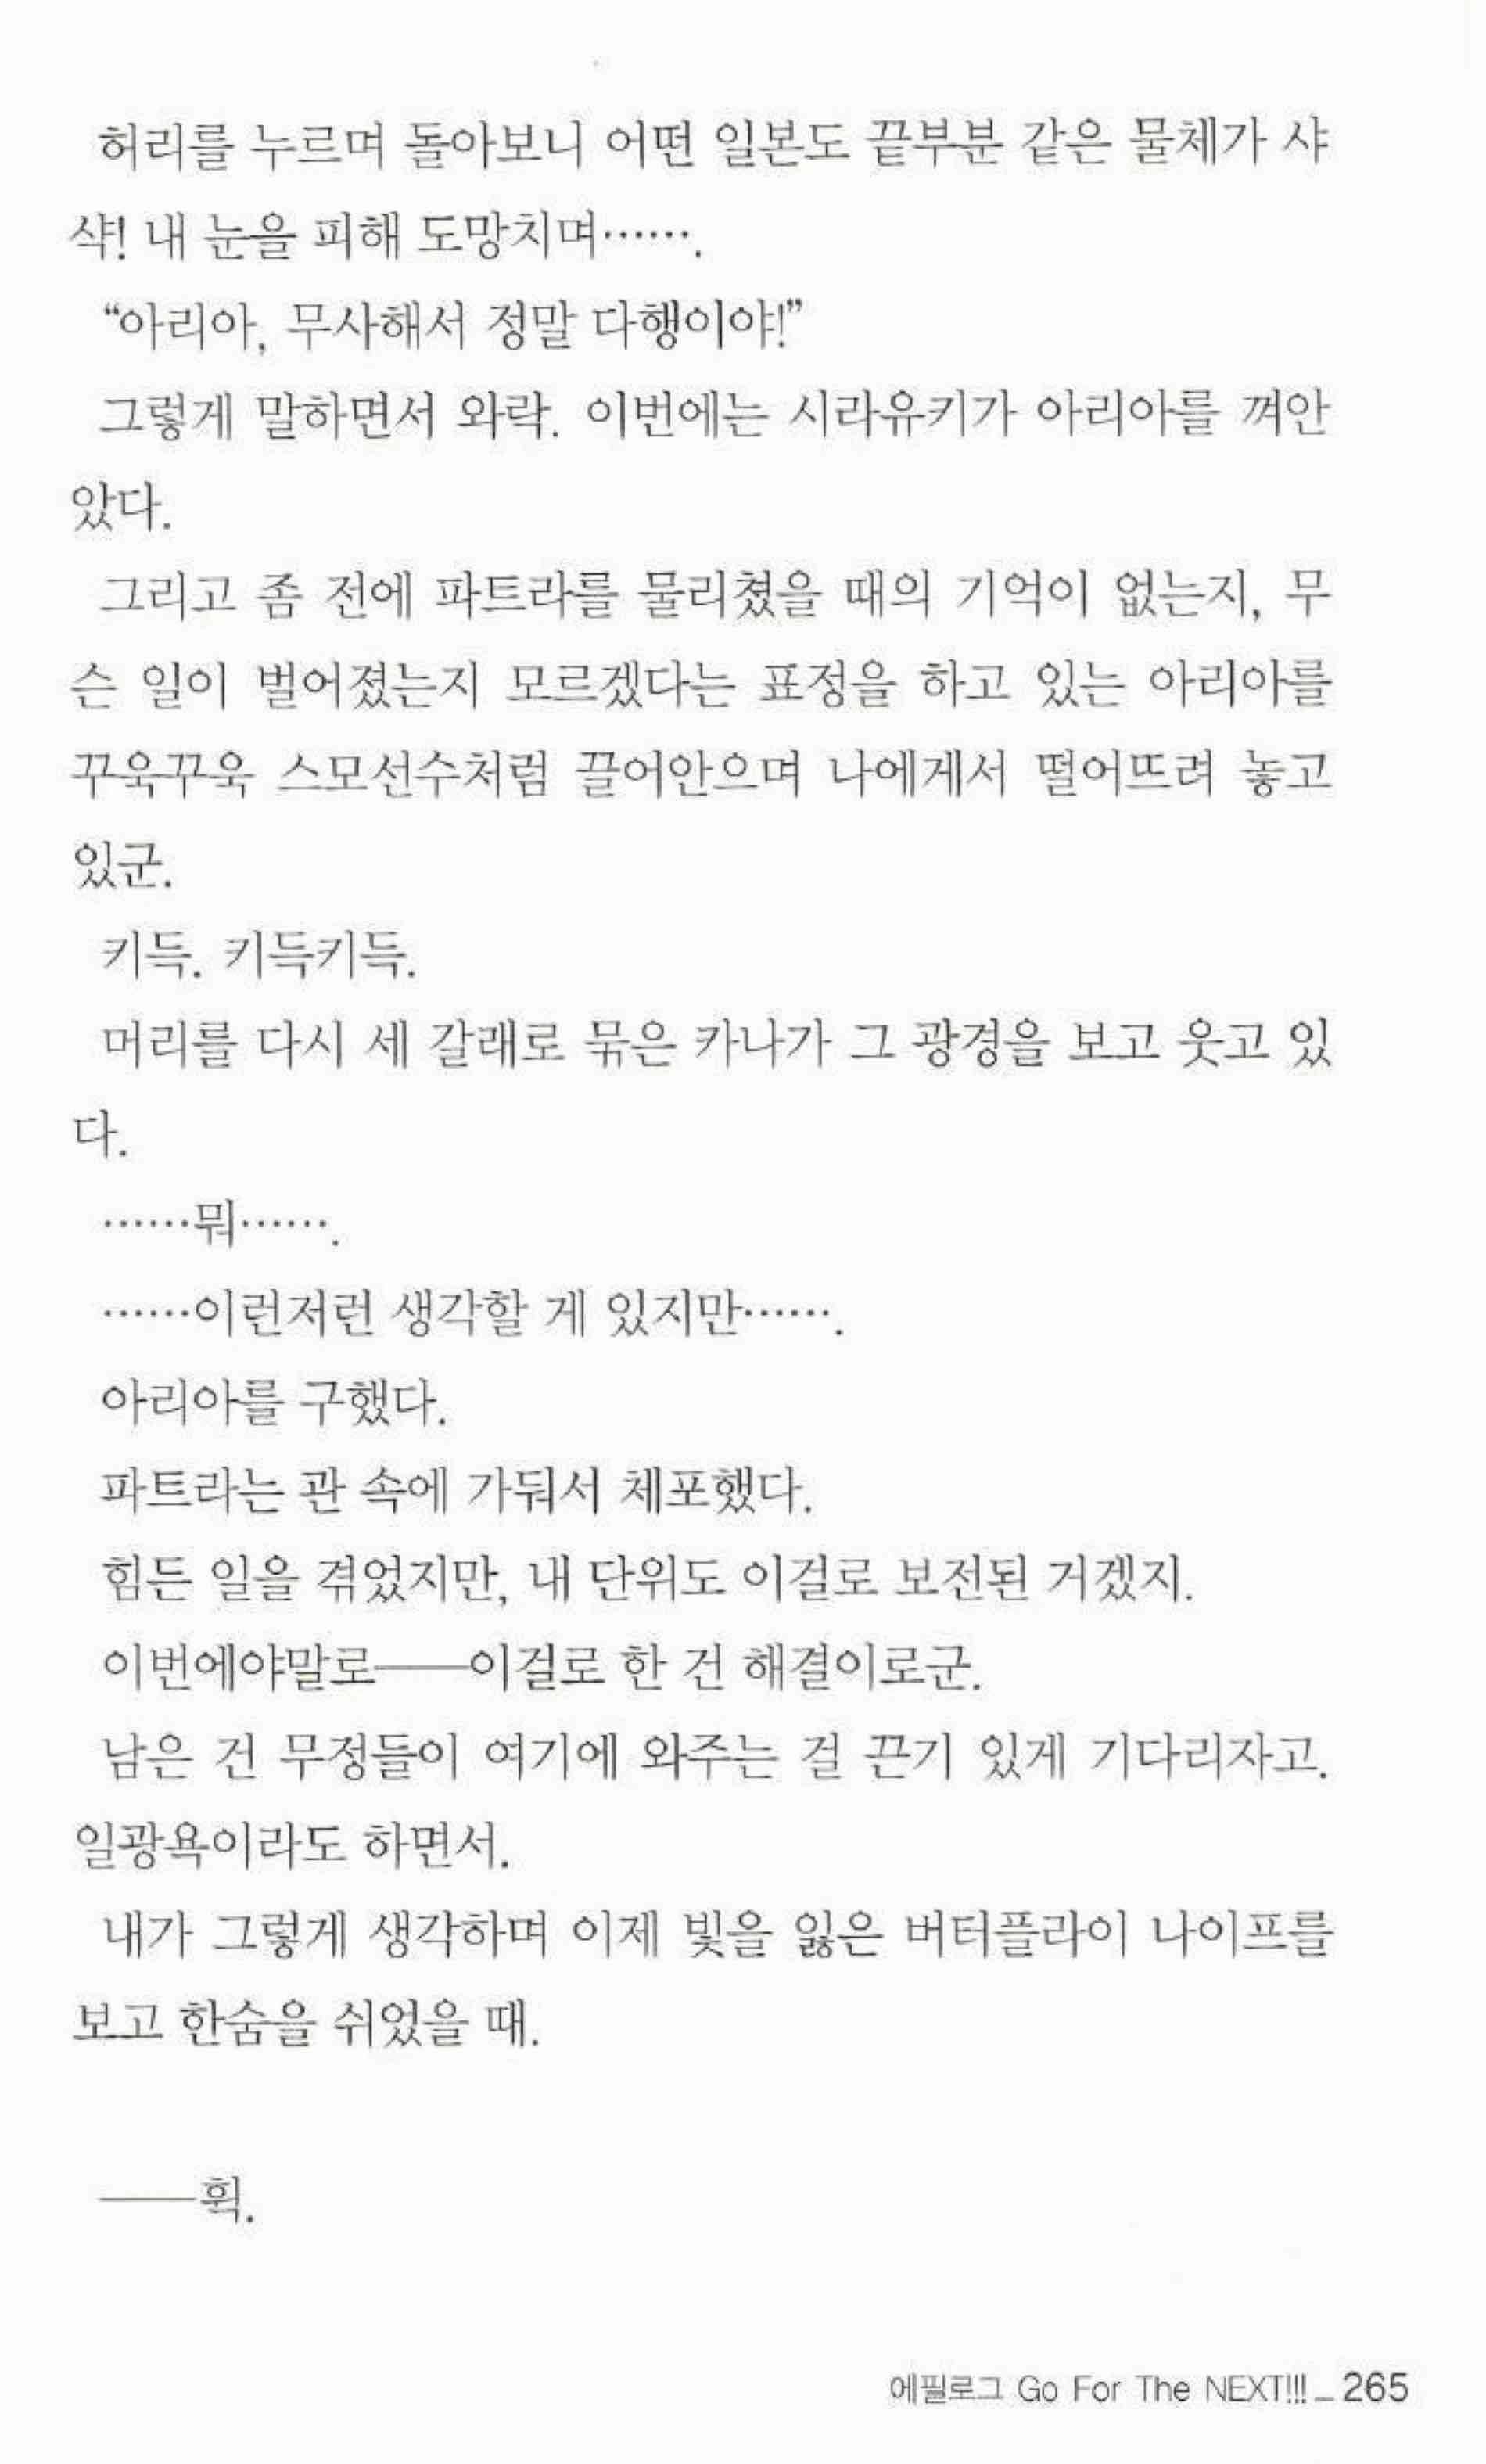 허리를 누르며 돌아보니 어떤 일본도 끝부분 같은 물체가 샤
샥! 내 눈을 피해 도망치며…….
“아리아, 무사해서 정말 다행이야!”
그렇게 말하면서 와락. 이번에는 시라유키가 아리아를 껴안
았다.
그리고 좀 전에 파트라를 물리쳤을 때의 기억이 없는지, 무
슨 일이 벌어졌는지 모르겠다는 표정을 하고 있는 아리아를
꾸욱꾸욱 스모선수처럼 끌어안으며 나에게서 떨어뜨려 놓고
있군.
키득. 키득키득.
머리를 다시 세 갈래로 묶은 카나가 그 광경을 보고 웃고 있
다.
……뭐…….
……이런저런 생각할 게 있지만…….
아리아를 구했다.
파트라는 관 속에 가둬서 체포했다.
힘든 일을 겪었지만, 내 단위도 이걸로 보전된 거겠지.
이번에야말로――이걸로 한 건 해결이로군.
남은 건 무정들이 여기에 와주는 걸 끈기 있게 기다리자고.
일광욕이라도 하면서.
내가 그렇게 생각하며 이제 빛을 잃은 버터플라이 나이프를
보고 한숨을 쉬었을 때.
――휙.
에필로그 Go For The NEXT!!! _ 265